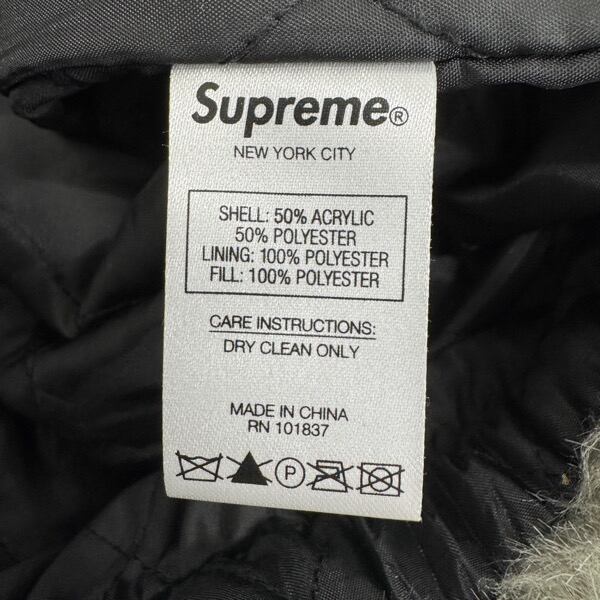 Supreme®
NEW YORK CITY
SHELL: 50% ACRYLIC
50% POLYESTER
LINING: 100% POLYESTER
FILL: 100% POLYESTER
CARE INSTRUCTIONS:
DRY CLEAN ONLY
MADE IN CHINA
RN 101837
P